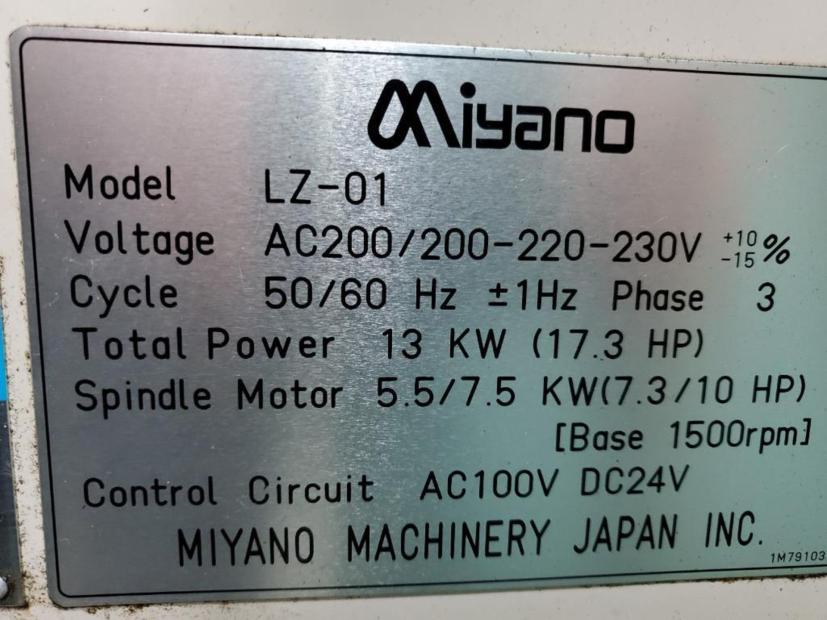 Miyano
Model LZ-01
Voltage AC200/200-220-230V +10 -15 %
Cycle 50/60 Hz ±1Hz Phase 3
Total Power 13 KW (17.3 HP)
Spindle Motor 5.5/7.5 KW(7.3/10 HP)
[Base 1500rpm]
Control Circuit AC100V DC24V
MIYANO MACHINERY JAPAN INC.
1M79103